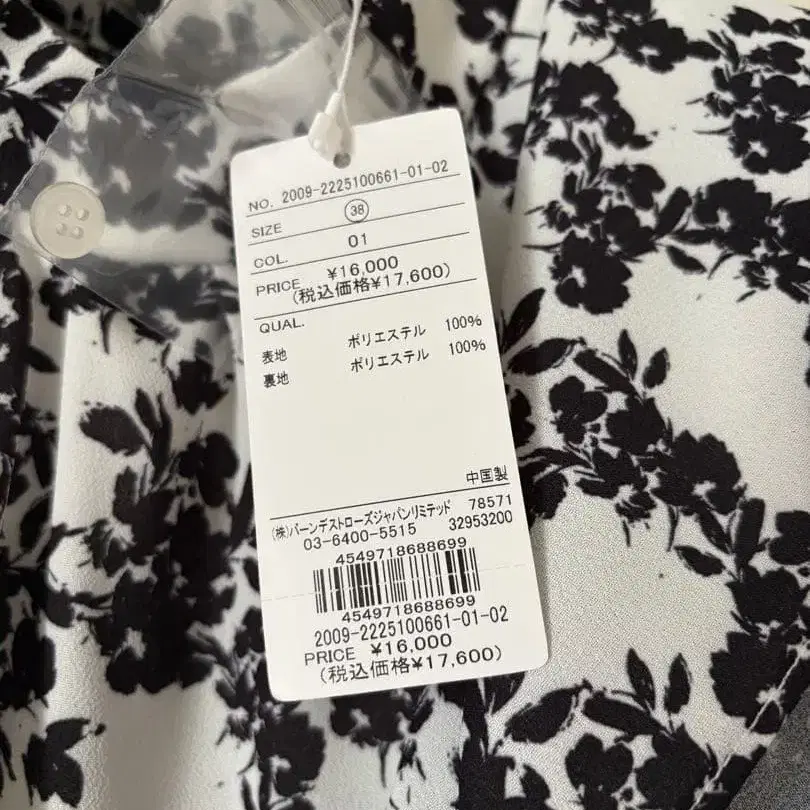 NO. 2009-2225100661-01-02
SIZE 38
COL. 01
PRICE ¥16,000
(税込価格¥17,600)
QUAL.
表地 ポリエステル 100%
裏地 ポリエステル 100%
中国製
(株)バーンデストローズジャパンリミテッド 78571
03-6400-5515 32953200
4549718688699
4549718688699
2009-2225100661-01-02
PRICE ¥16,000
(税込価格¥17,600)